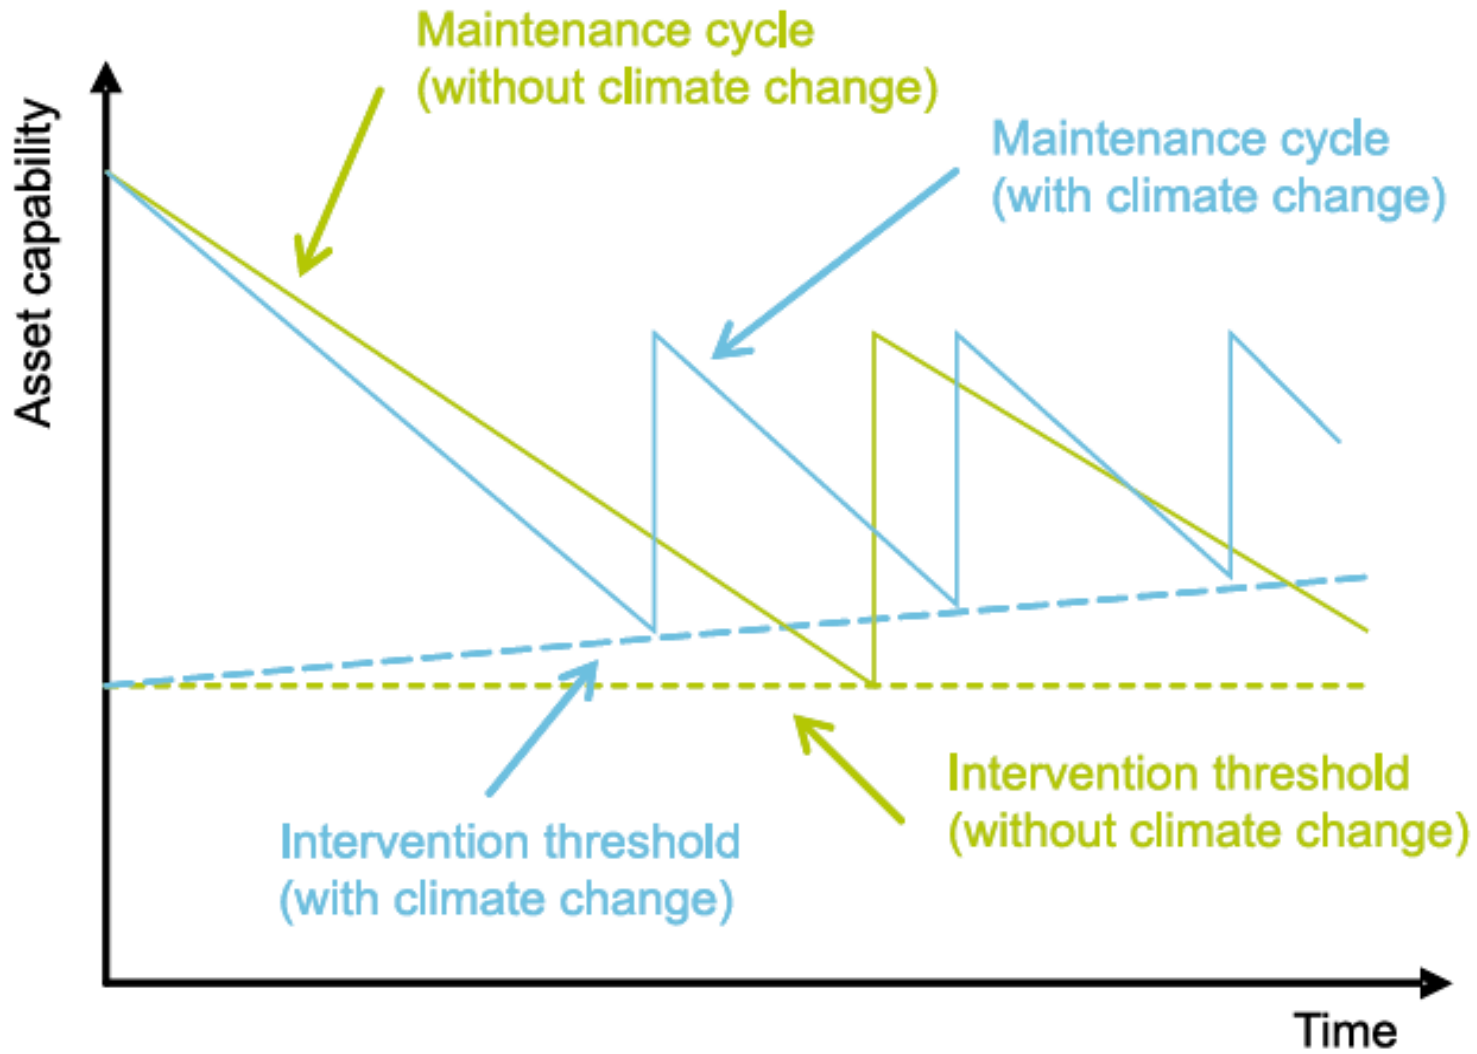 Maintenance cycle
(without climate change)
Maintenance cycle
(with climate change)
Asset capability
Intervention threshold
(without climate change)
Intervention threshold
(with climate change)
Time